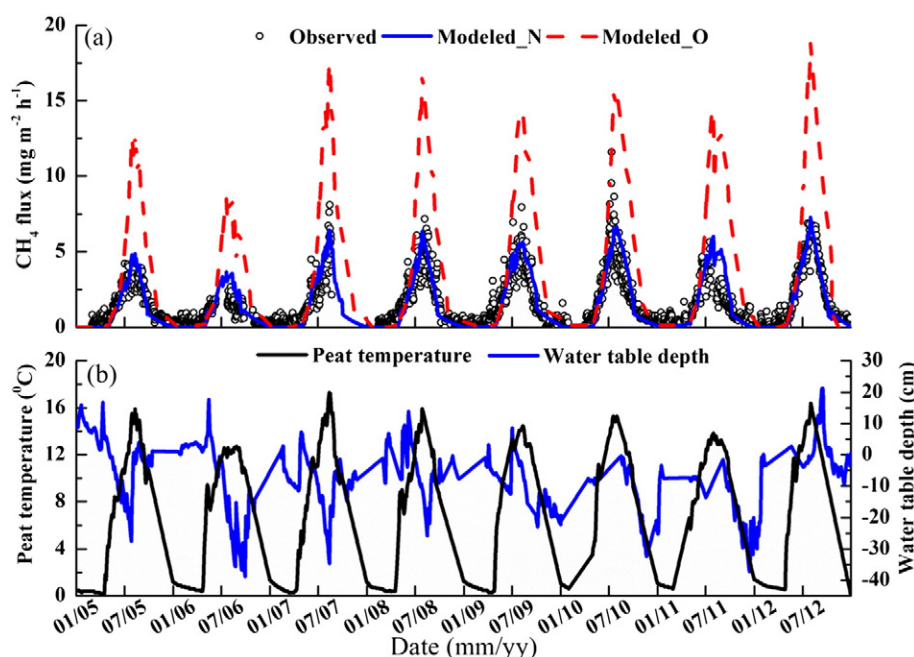 (a)
Observed Modeled_N Modeled_O
CH4 flux (mg m-2 h-1)
20
15
10
5
0
(b)
Peat temperature Water table depth
Peat temperature (0C)
20
16
12
8
4
0
Water table depth (cm)
30
20
10
0
-10
-20
-30
-40
01/05 07/05 01/06 07/06 01/07 07/07 01/08 07/08 01/09 07/09 01/10 07/10 01/11 07/11 01/12 07/12
Date (mm/yy)